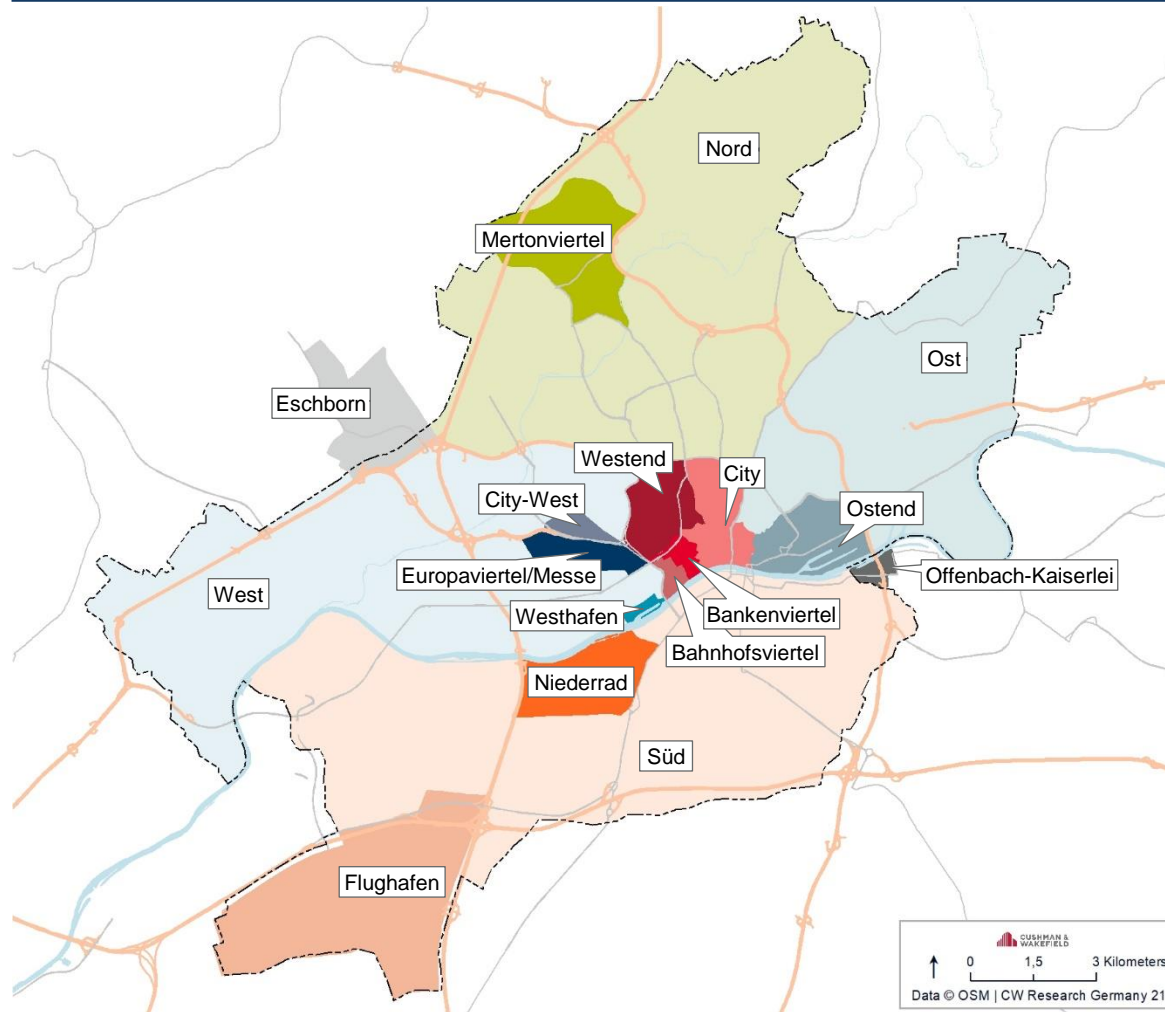 Nord
Mertonviertel
Ost
Eschborn
Westend
City
City-West
Ostend
Europaviertel/Messe
Offenbach-Kaiserlei
West
Westhafen
Bankenviertel
Bahnhofsviertel
Niederrad
Süd
Flughafen
CUSHMAN &
WAKEFIELD
0 1,5 3 Kilometers
Data © OSM | CW Research Germany 21